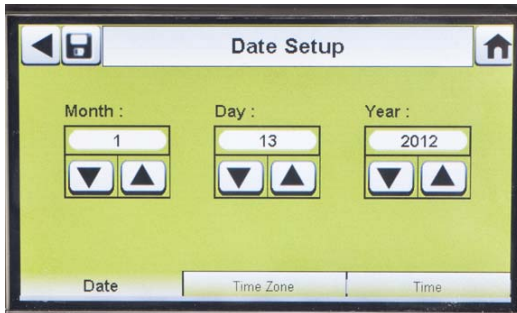 Date Setup
Month : Day : Year :
1 13 2012
Date Time Zone Time